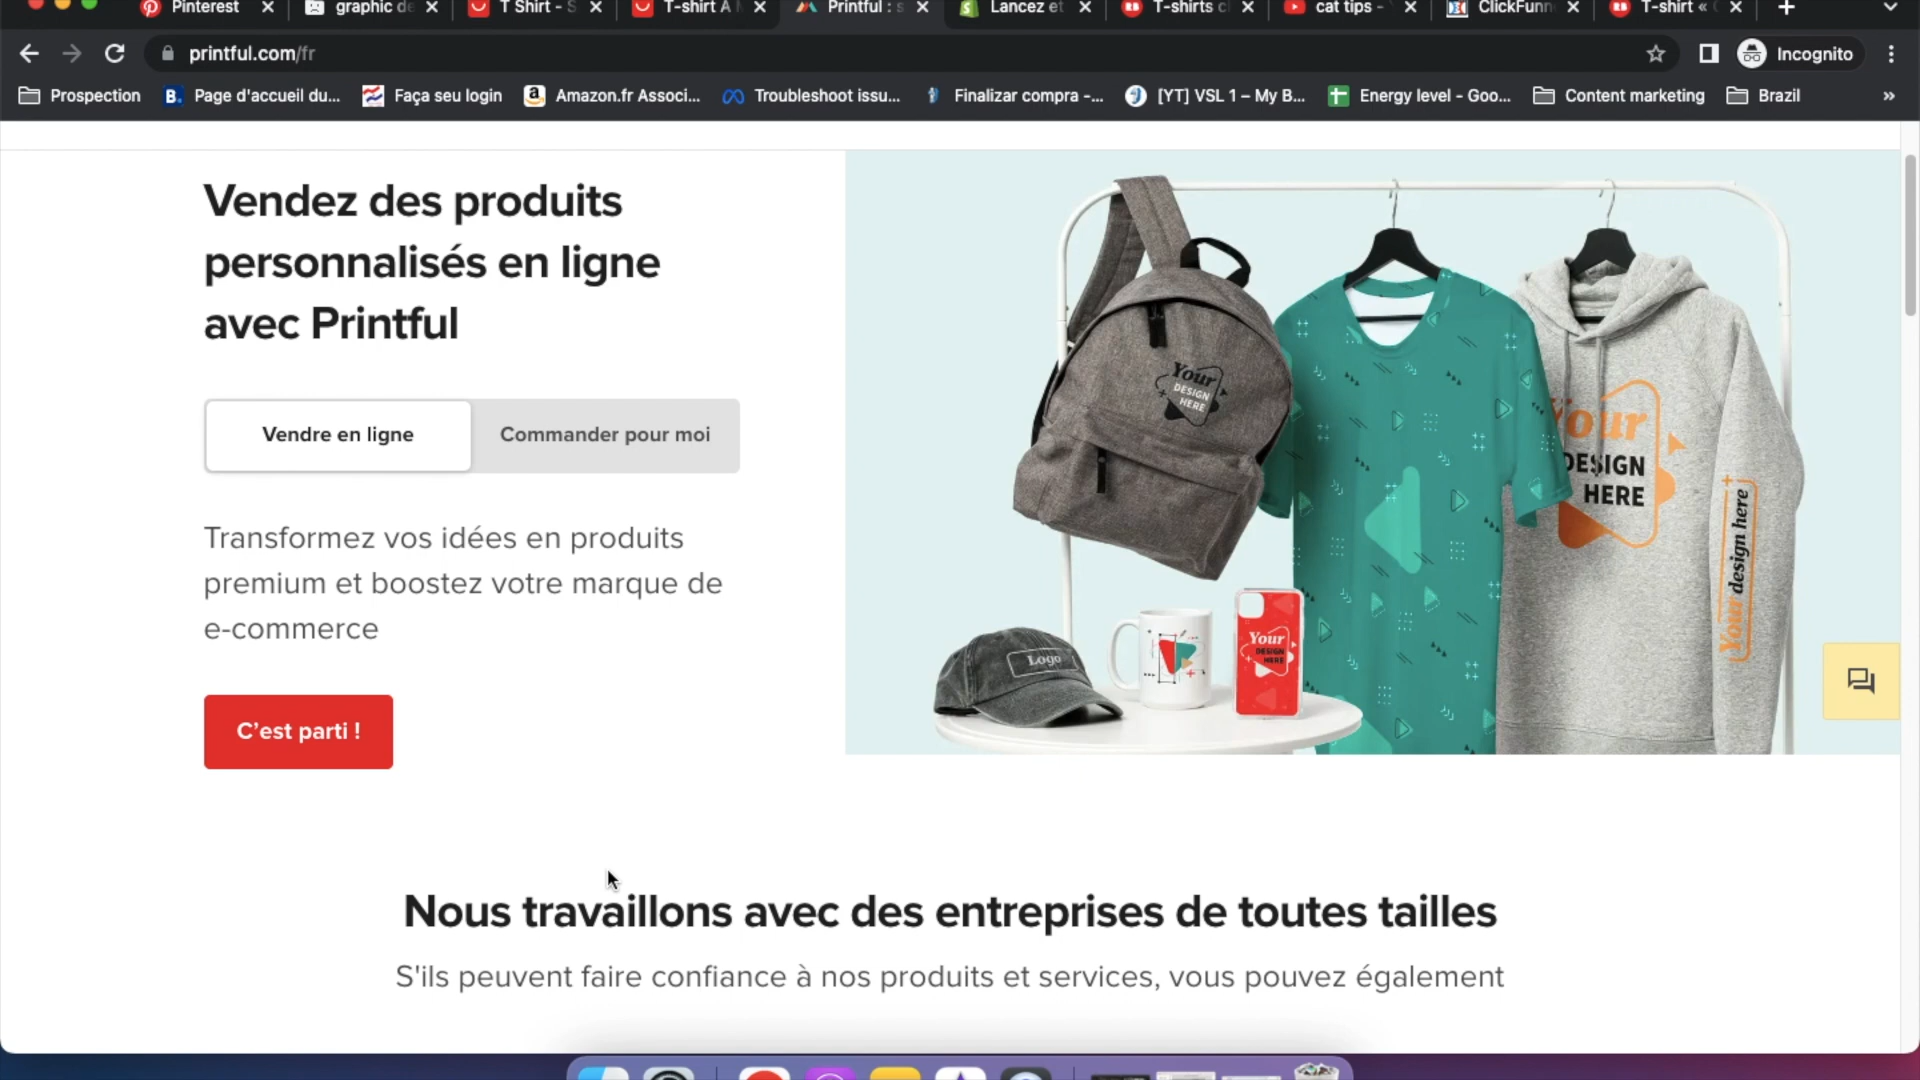 Pinterest
graphic de
T Shirt - S
T-shirt A
Printful : s
Lancez et
T-shirts c
cat tips -
ClickFunn
T-shirt «
printful.com/fr
Incognito
Prospection
Page d'accueil du...
Faça seu login
Amazon.fr Associ...
Troubleshoot issu...
Finalizar compra -...
[YT] VSL 1 – My B...
Energy level - Goo...
Content marketing
Brazil
»
Vendez des produits
personnalisés en ligne
avec Printful
Vendre en ligne
Commander pour moi
Transformez vos idées en produits
premium et boostez votre marque de
e-commerce
C'est parti !
Your
DESIGN
HERE
Your
DESIGN
HERE
Your design here
Logo
Your
DESIGN
HERE
Nous travaillons avec des entreprises de toutes tailles
S'ils peuvent faire confiance à nos produits et services, vous pouvez également